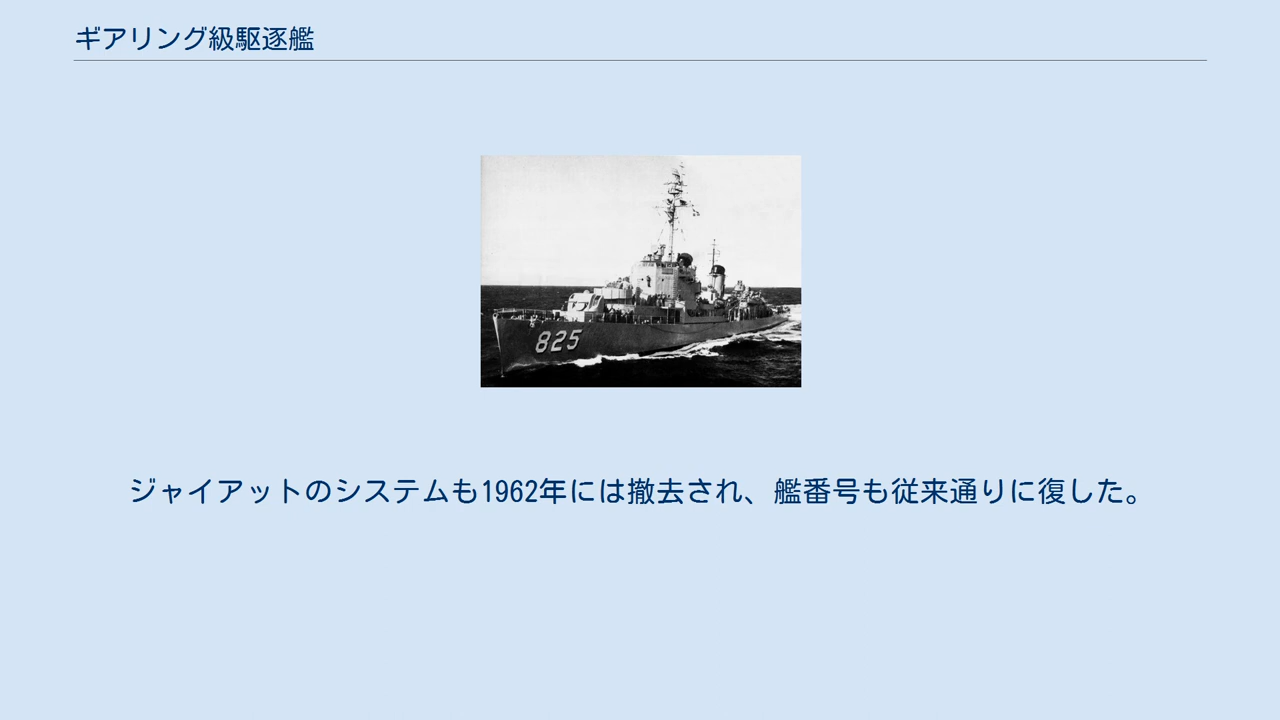 ギアリング級駆逐艦
825
ジャイアットのシステムも1962年には撤去され、艦番号も従来通りに復した。